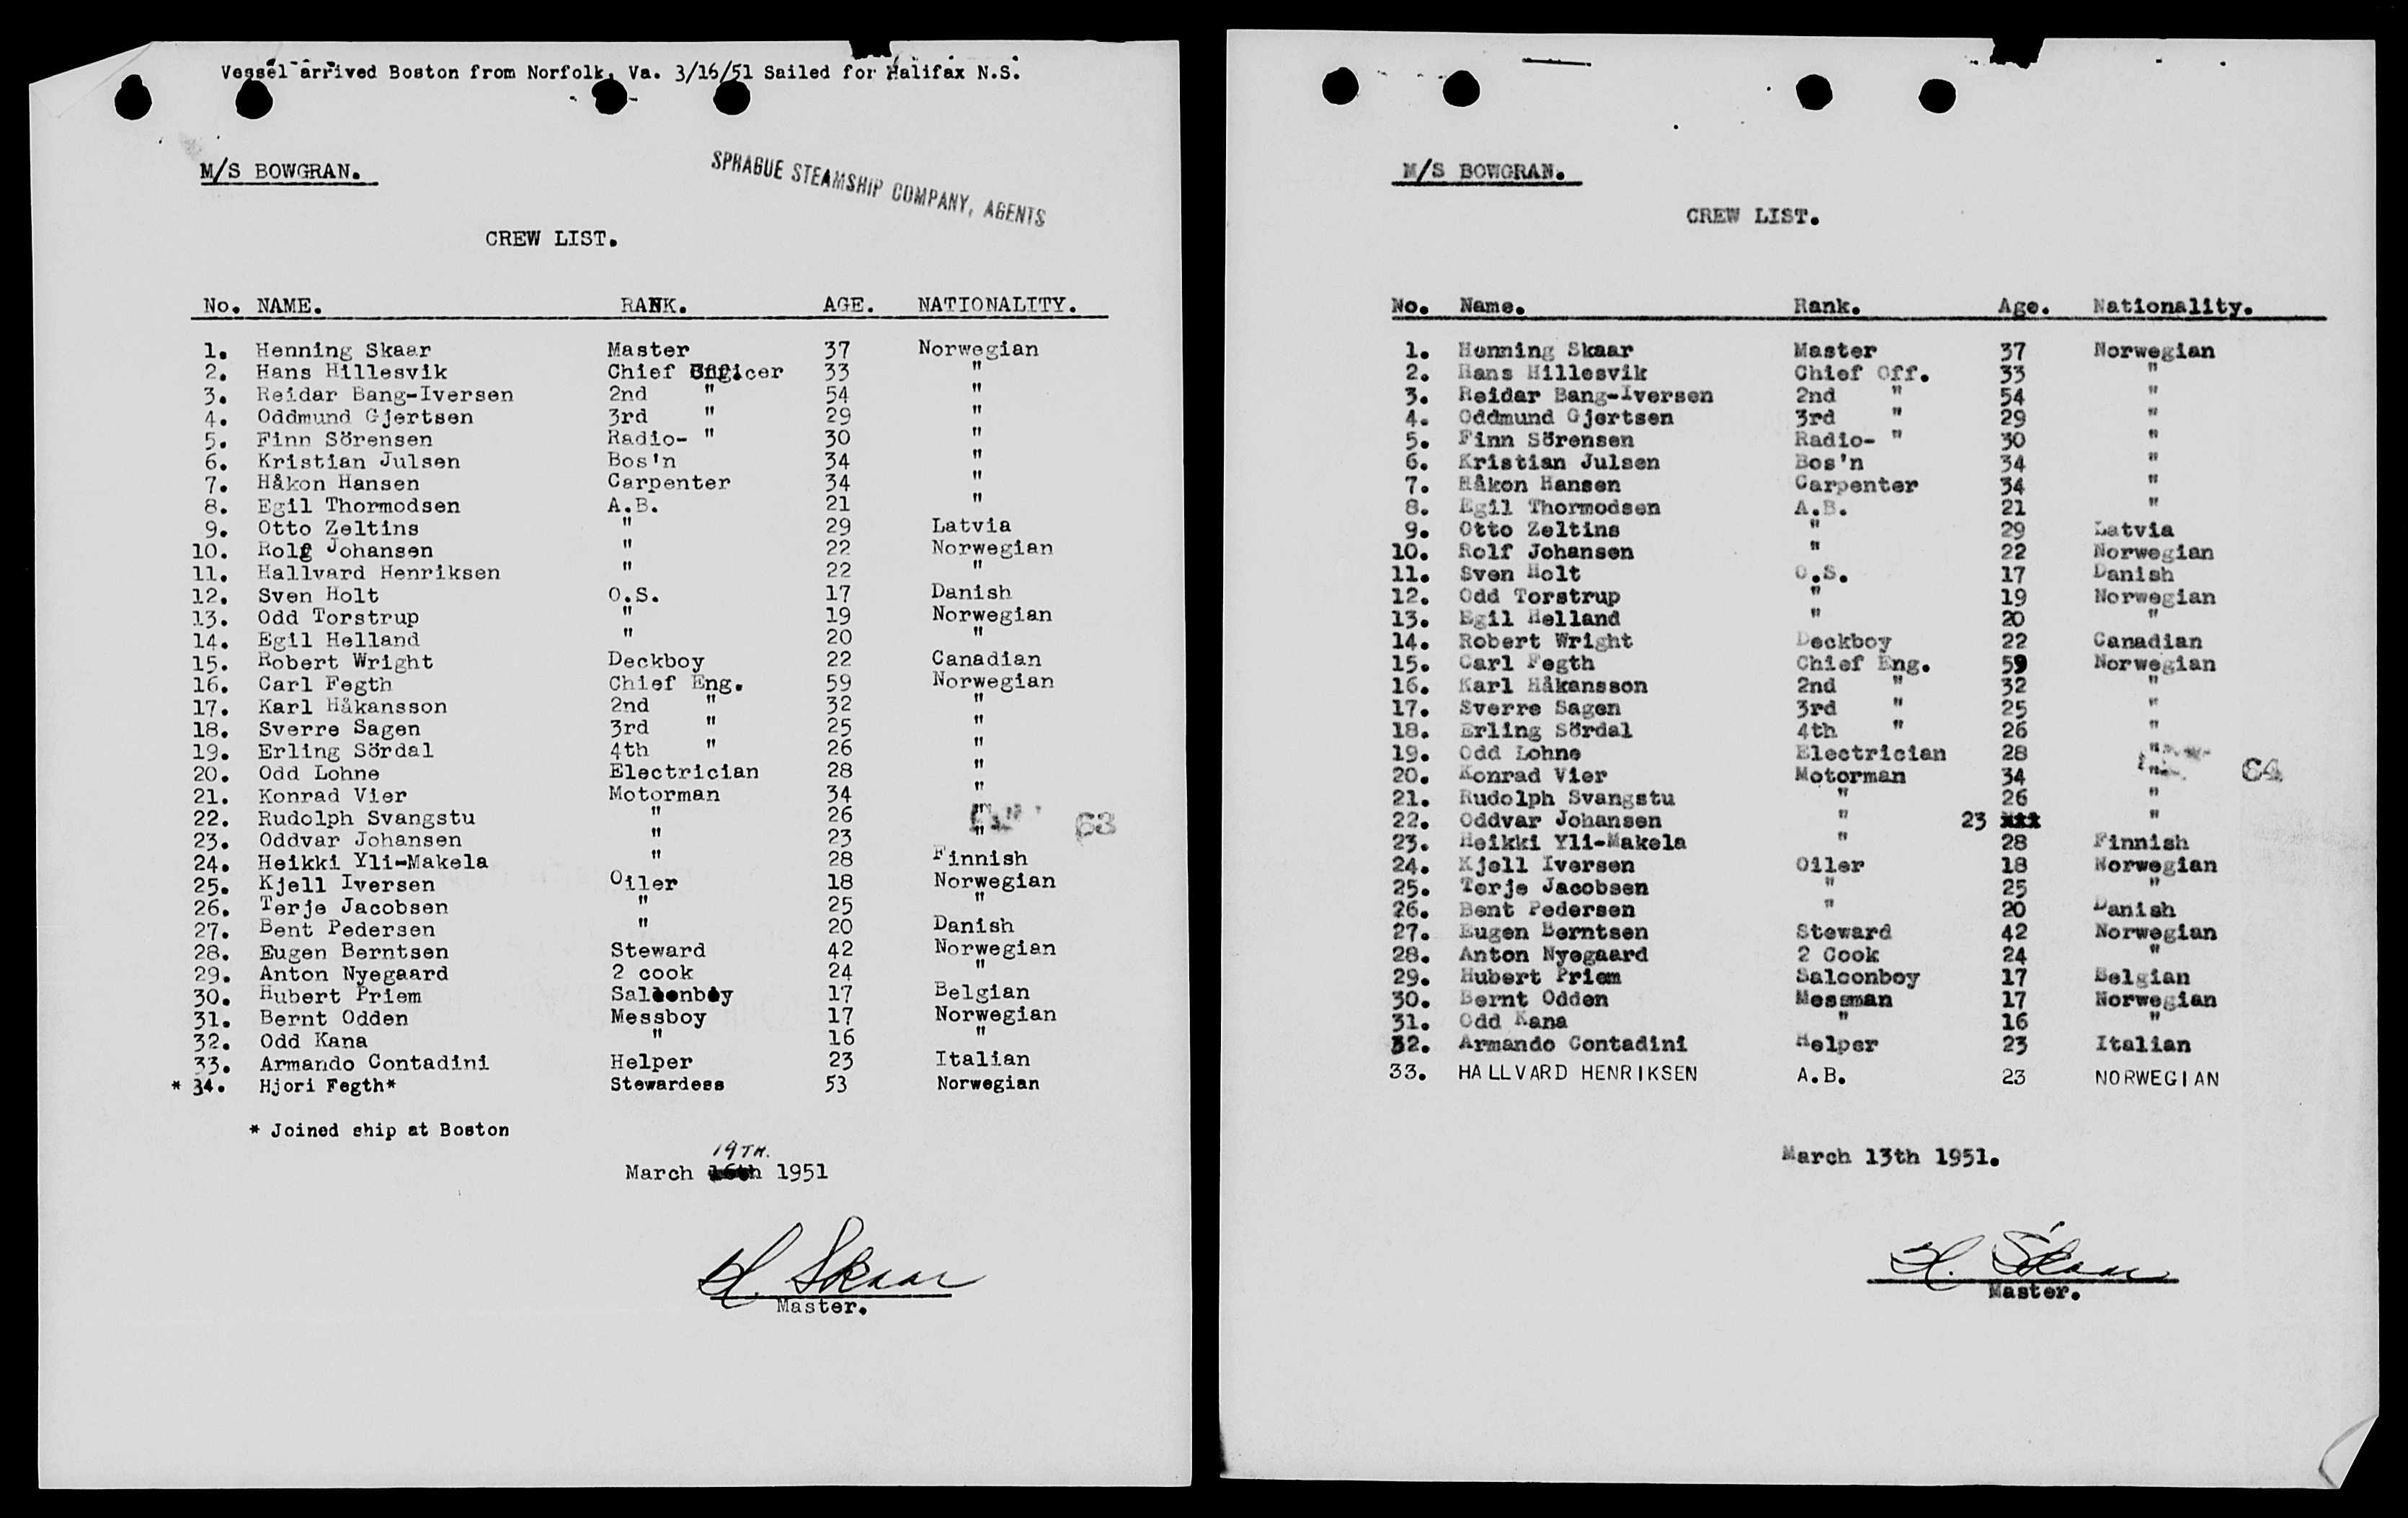 Vessel arrived Boston from Norfolk, Va. 3/16/51 Sailed for Halifax N.S.
M/S BOWGRAN.
SPRAGUE STEAMSHIP COMPANY, AGENTS
CREW LIST.
No. NAME. RANK. AGE. NATIONALITY.
1. Henning Skaar Master 37 Norwegian
2. Hans Hillesvik Chief Officer 33 "
3. Reidar Bang-Iversen 2nd " 54 "
4. Oddmund Gjertsen 3rd " 29 "
5. Finn Sörensen Radio- " 30 "
6. Kristian Julsen Bos'n 34 "
7. Håkon Hansen Carpenter 34 "
8. Egil Thormodsen A.B. 21 "
9. Otto Zeltins " 29 Latvia
10. Rolf Johansen " 22 Norwegian
11. Hallvard Henriksen " 22 "
12. Sven Holt O.S. 17 Danish
13. Odd Torstrup " 19 Norwegian
14. Egil Helland " 20 "
15. Robert Wright Deckboy 22 Canadian
16. Carl Fegth Chief Eng. 59 Norwegian
17. Karl Håkansson 2nd " 32 "
18. Sverre Sagen 3rd " 25 "
19. Erling Sördal 4th " 26 "
20. Odd Lohne Electrician 28 "
21. Konrad Vier Motorman 34 "
22. Rudolph Svangstu " 26 "
63
23. Oddvar Johansen " 23 "
24. Heikki Yli-Makela " 28 Finnish
25. Kjell Iversen Oiler 18 Norwegian
26. Terje Jacobsen " 25 "
27. Bent Pedersen " 20 Danish
28. Eugen Berntsen Steward 42 Norwegian
29. Anton Nyegaard 2 cook 24 "
30. Hubert Priem Saloonboy 17 Belgian
31. Bernt Odden Messboy 17 Norwegian
32. Odd Kana " 16 "
33. Armando Contadini Helper 23 Italian
* 34. Hjori Fegth* Stewardess 53 Norwegian
* Joined ship at Boston
19TH.
March 16th 1951
H. Skaar
Master.
M/S BOWGRAN.
CREW LIST.
No. Name. Rank. Age. Nationality.
1. Henning Skaar Master 37 Norwegian
2. Hans Hillesvik Chief Off. 33 "
3. Reidar Bang-Iversen 2nd " 54 "
4. Oddmund Gjertsen 3rd " 29 "
5. Finn Sörensen Radio- " 30 "
6. Kristian Julsen Bos'n 34 "
7. Håkon Hansen Carpenter 34 "
8. Egil Thormodsen A.B. 21 "
9. Otto Zeltins " 29 Latvia
10. Rolf Johansen " 22 Norwegian
11. Sven Holt O.S. 17 Danish
12. Odd Torstrup " 19 Norwegian
13. Egil Helland " 20 "
14. Robert Wright Deckboy 22 Canadian
15. Carl Fegth Chief Eng. 59 Norwegian
16. Karl Håkansson 2nd " 32 "
17. Sverre Sagen 3rd " 25 "
18. Erling Sördal 4th " 26 "
19. Odd Lohne Electrician 28 "
64
20. Konrad Vier Motorman 34 "
21. Rudolph Svangstu " 26 "
22. Oddvar Johansen " 23 "
23. Heikki Yli-Makela " 28 Finnish
24. Kjell Iversen Oiler 18 Norwegian
25. Terje Jacobsen " 25 "
26. Bent Pedersen " 20 Danish
27. Eugen Berntsen Steward 42 Norwegian
28. Anton Nyegaard 2 Cook 24 "
29. Hubert Priem Saloonboy 17 Belgian
30. Bernt Odden Messman 17 Norwegian
31. Odd Kana " 16 "
32. Armando Contadini Helper 23 Italian
33. HALLVARD HENRIKSEN A.B. 23 NORWEGIAN
March 13th 1951.
H. Skaar
Master.